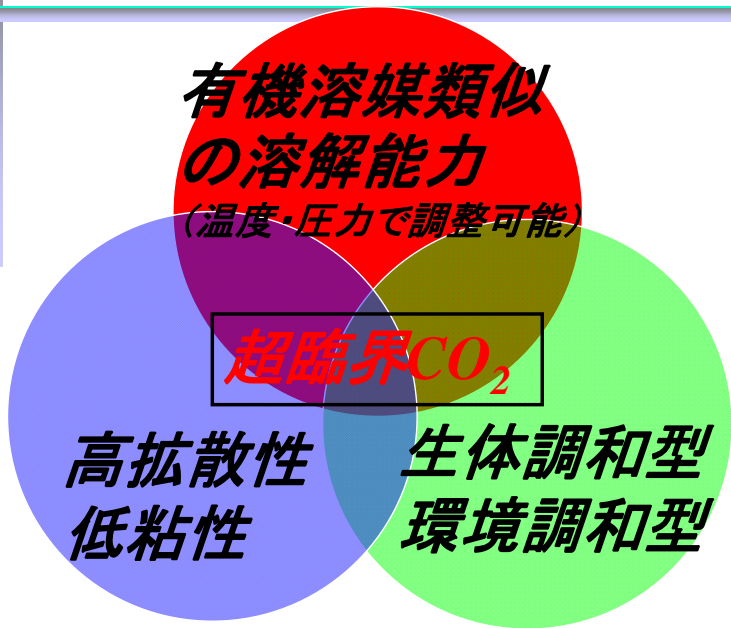 有機溶媒類似
の溶解能力
（温度・圧力で調整可能）
超臨界CO2
高拡散性
低粘性
生体調和型
環境調和型